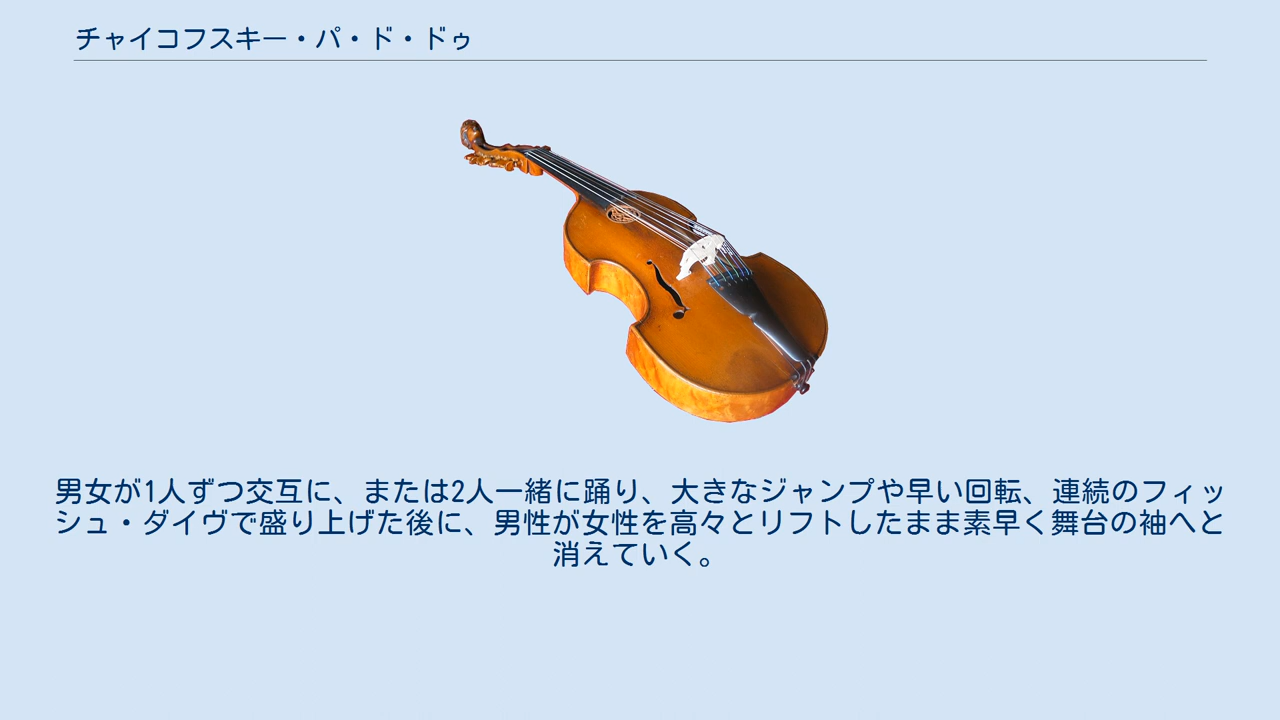 チャイコフスキー・パ・ド・ドゥ
男女が1人ずつ交互に、または2人一緒に踊り、大きなジャンプや早い回転、連続のフィッ
シュ・ダイヴで盛り上げた後に、男性が女性を高々とリフトしたまま素早く舞台の袖へと
消えていく。